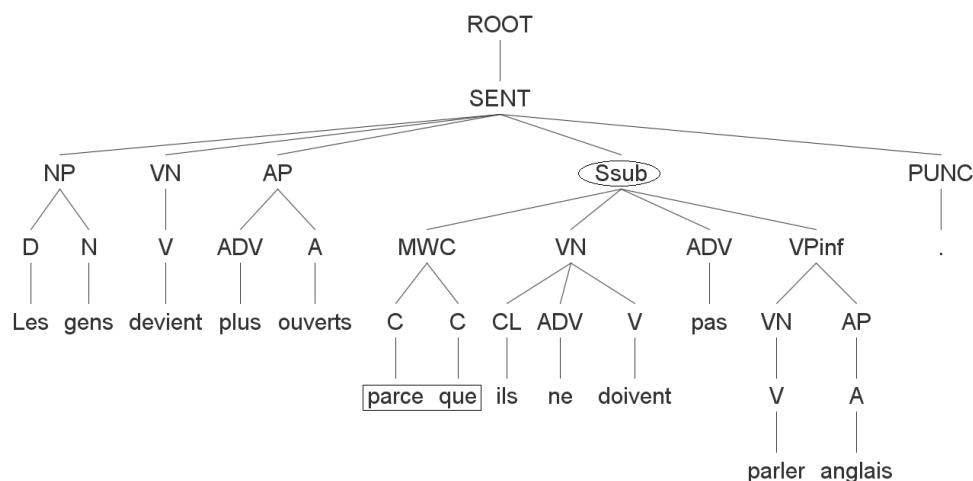 ROOT
SENT
NP VN AP Ssub PUNC
D N V ADV A MWC VN ADV VPinf .
Les gens devient plus ouverts C C CL ADV V pas VN AP
parce que ils ne doivent V A
parler anglais